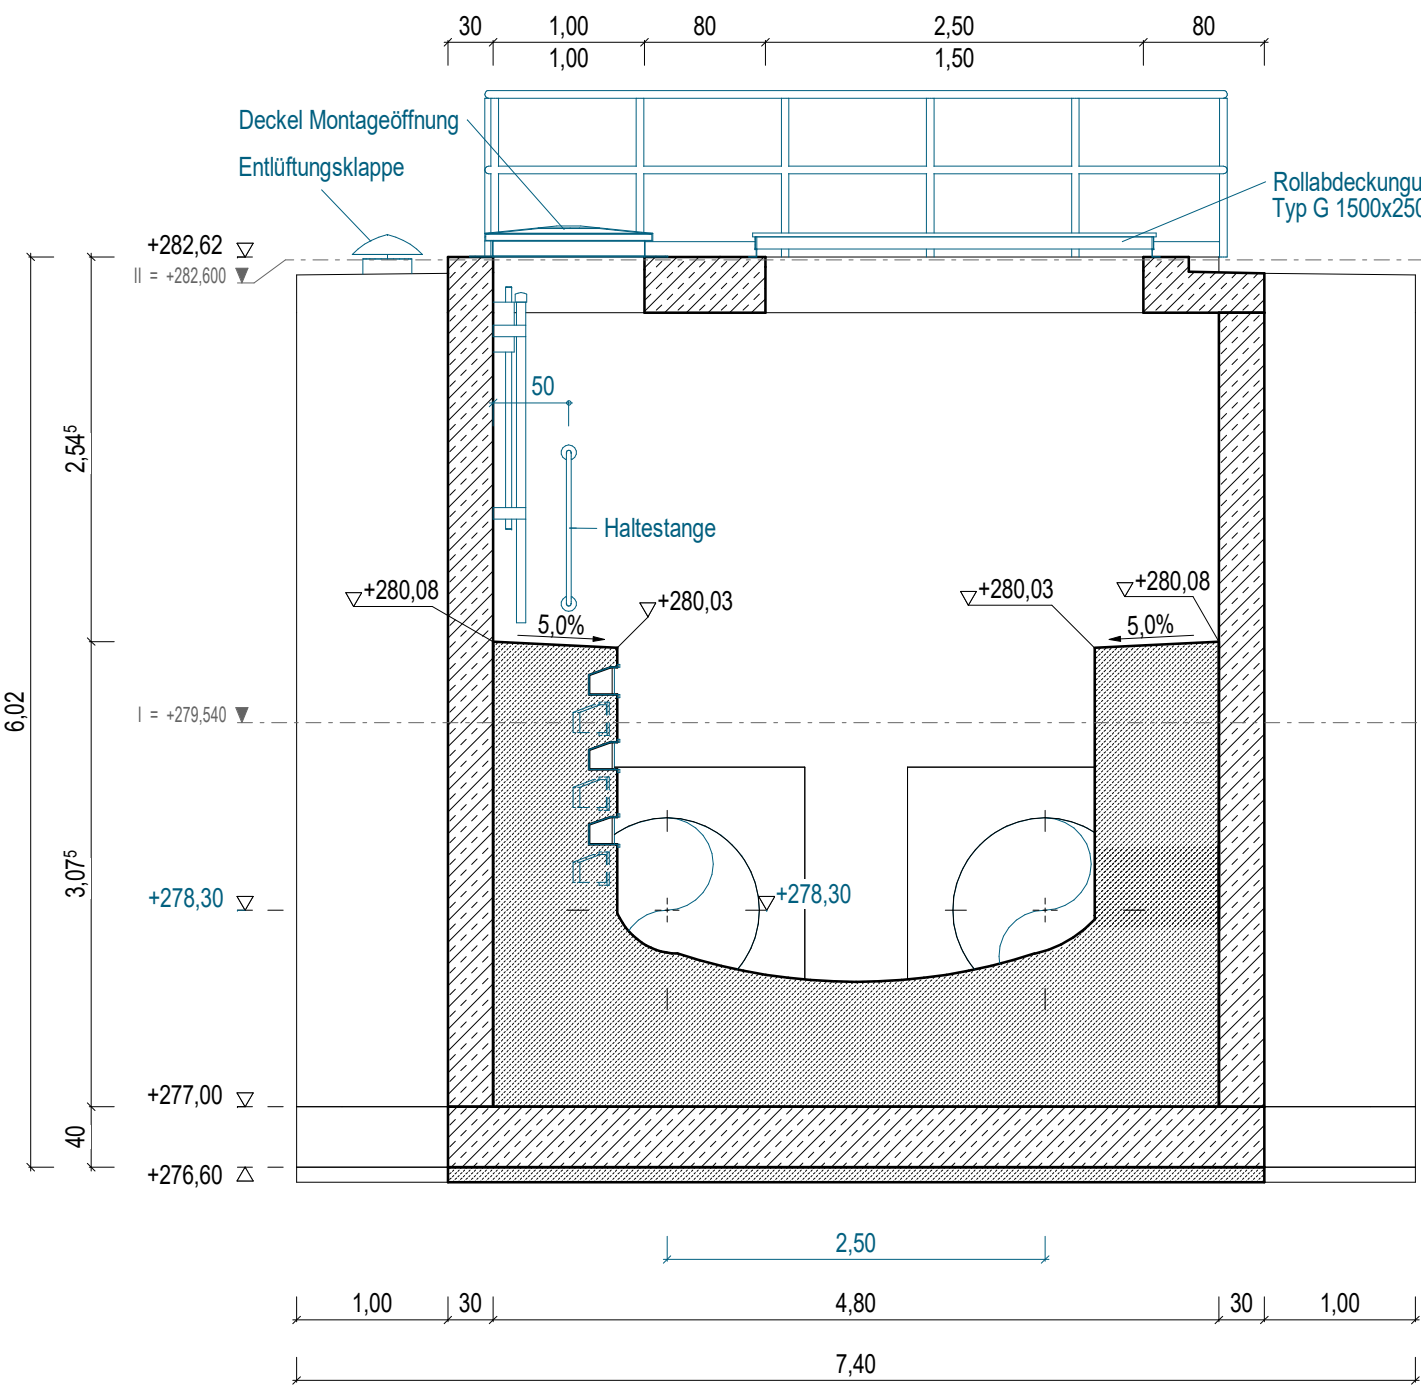 30 1,00 80 2,50 80
1,00 1,50
Deckel Montageöffnung
Entlüftungsklappe
Rollabdeckungu
Typ G 1500x250
+282,62
II = +282,600
50
2,54⁵
Haltestange
+280,08
+280,03
+280,03
+280,08
5,0%
5,0%
6,02
I = +279,540
3,07⁵
+278,30
+278,30
+277,00
40
+276,60
2,50
1,00 30 4,80 30 1,00
7,40